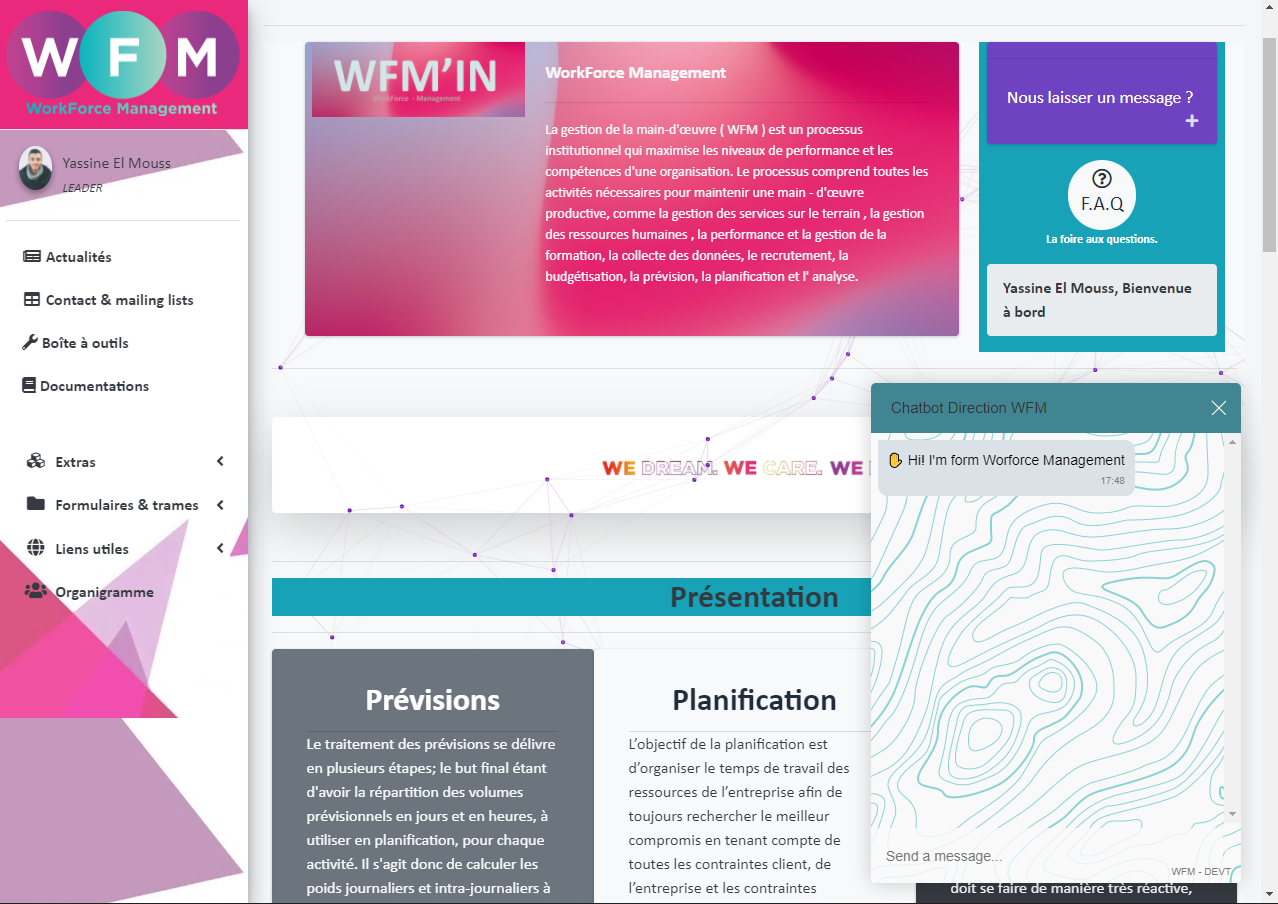 WFM
WorkForce Management
Yassine El Mouss
LEADER
Actualités
Contact & mailing lists
Boîte à outils
Documentations
Extras
Formulaires & trames
Liens utiles
Organigramme
WFM'IN
WorkForce - Management
WorkForce Management
La gestion de la main-d'œuvre ( WFM ) est un processus
institutionnel qui maximise les niveaux de performance et les
compétences d'une organisation. Le processus comprend toutes les
activités nécessaires pour maintenir une main - d'œuvre
productive, comme la gestion des services sur le terrain , la gestion
des ressources humaines , la performance et la gestion de la
formation, la collecte des données, le recrutement, la
budgétisation, la prévision, la planification et l' analyse.
Nous laisser un message ?
F.A.Q
La foire aux questions.
Yassine El Mouss, Bienvenue
à bord
WE DREAM. WE CARE. WE
Présentation
Prévisions
Le traitement des prévisions se délivre
en plusieurs étapes; le but final étant
d'avoir la répartition des volumes
prévisionnels en jours et en heures, à
utiliser en planification, pour chaque
activité. Il s'agit donc de calculer les
poids journaliers et intra-journaliers à
Planification
L’objectif de la planification est
d’organiser le temps de travail des
ressources de l’entreprise afin de
toujours rechercher le meilleur
compromis en tenant compte de
toutes les contraintes client, de
l’entreprise et les contraintes
Chatbot Direction WFM
✋ Hi! I'm form Worforce Management
17:48
Send a message...
WFM - DEVT
doit se faire de manière très réactive,